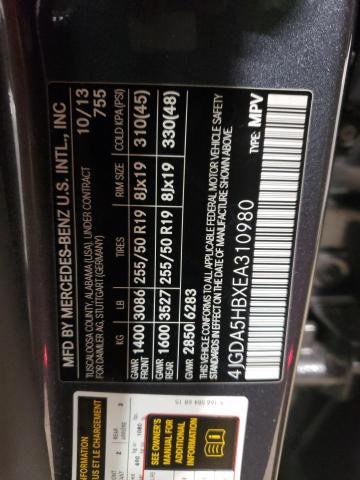 MFD BY MERCEDES-BENZ U.S. INTL., INC
TUSCALOOSA COUNTY, ALABAMA (USA) UNDER CONTRACT 10/13
FOR DAIMLER AG, STUTTGART (GERMANY) 755
KG LB TIRES RIM SIZE COLD KPA(PSI)
GAWR 1400 3086 255/50 R19 8Jx19 310(45)
GAWR 1600 3527 255/50 R19 8Jx19 330(48)
GVWR 2850 6283
THIS VEHICLE CONFORMS TO ALL APPLICABLE FEDERAL MOTOR VEHICLE SAFETY
STANDARDS IN EFFECT ON THE DATE OF MANUFACTURE SHOWN ABOVE.
4JGDA5HBXEA310980 TYPE: MPV
US ET LE CHARGEMENT
REAR
2 3
SEE OWNER'S
MANUAL FOR
ADDITIONAL
INFORMATION